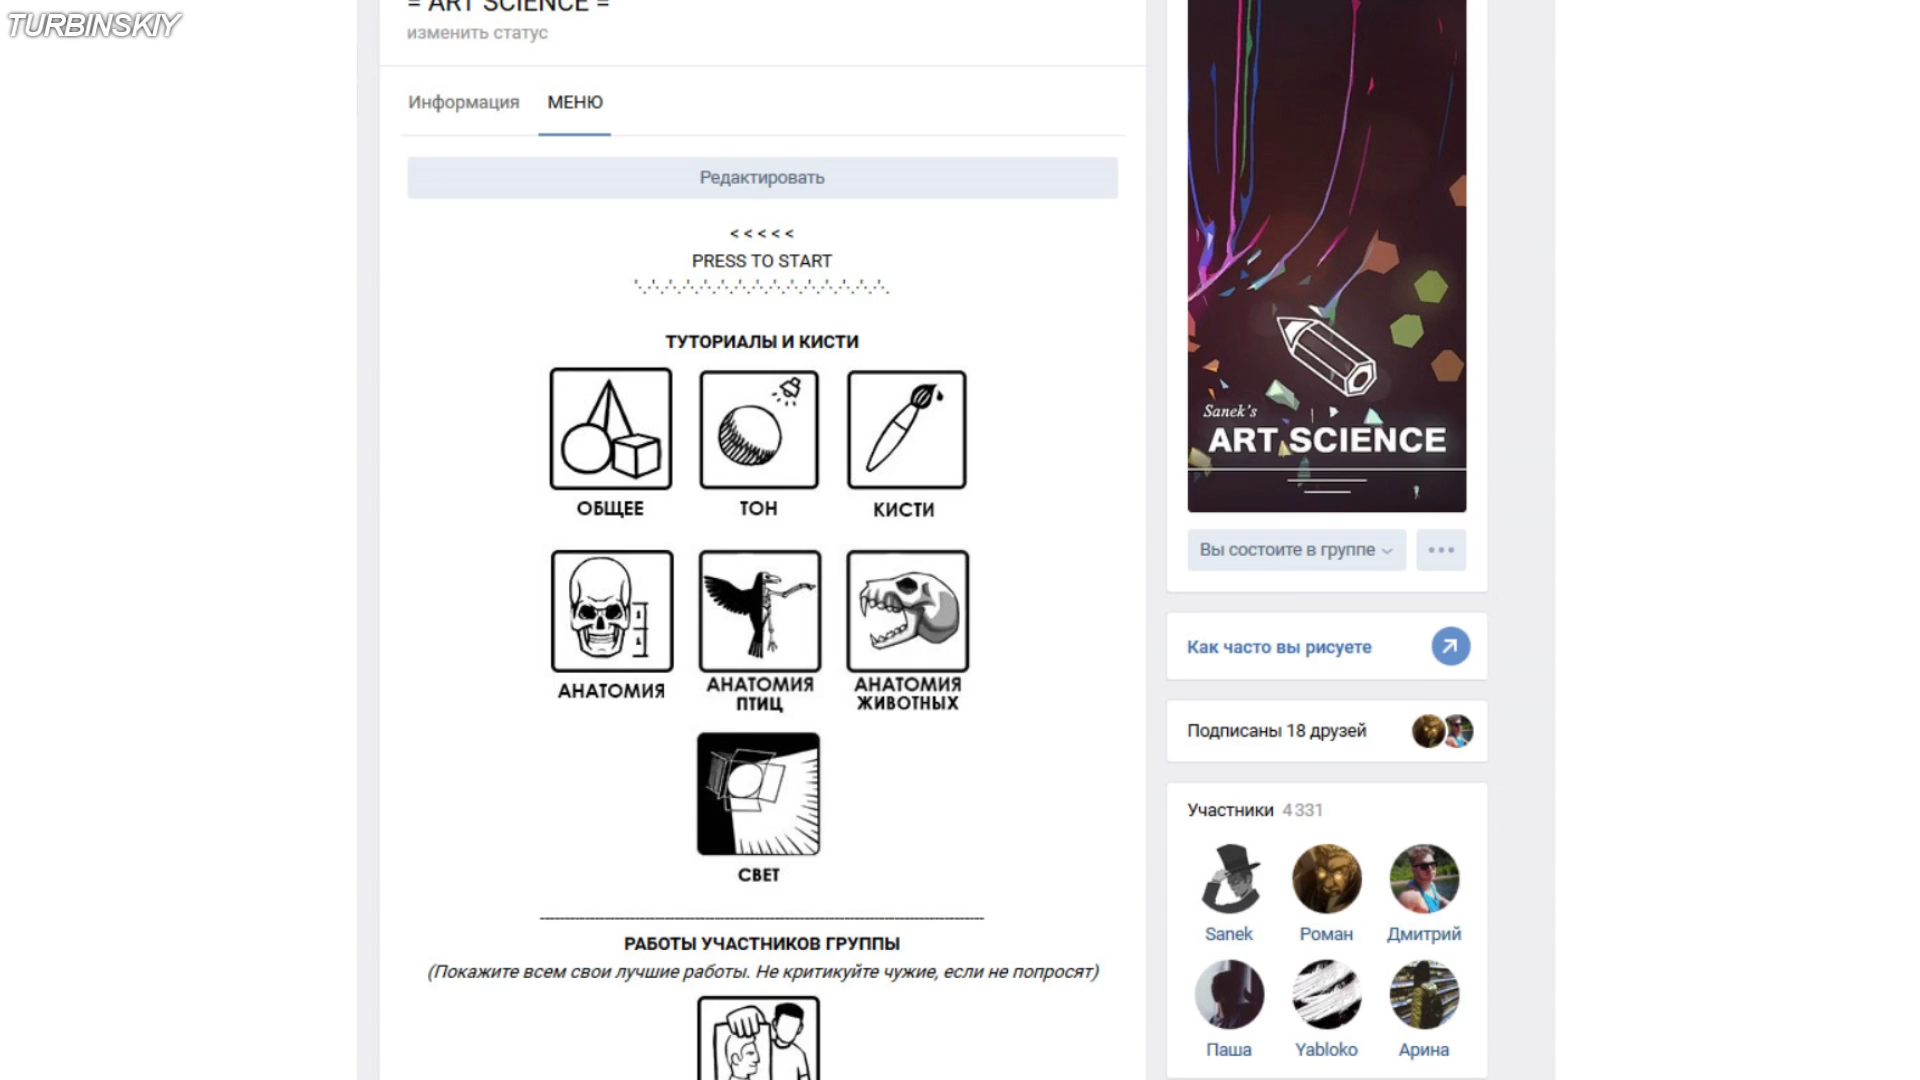 TURBINSKIY
= ART SCIENCE =
изменить статус
Информация МЕНЮ
Редактировать
< < < < <
PRESS TO START
'-.'-.'-.'-.'-.'-.'-.'-.'-.'-.'-.'-.'-.'-.
ТУТОРИАЛЫ И КИСТИ
ОБЩЕЕ ТОН КИСТИ
АНАТОМИЯ
АНАТОМИЯ
ПТИЦ
АНАТОМИЯ
ЖИВОТНЫХ
СВЕТ
РАБОТЫ УЧАСТНИКОВ ГРУППЫ
(Покажите всем свои лучшие работы. Не критикуйте чужие, если не попросят)
Sanek's
ART SCIENCE
Вы состоите в группе
Как часто вы рисуете
Подписаны 18 друзей
Участники 4 331
Sanek Роман Дмитрий
Паша Yabloko Арина